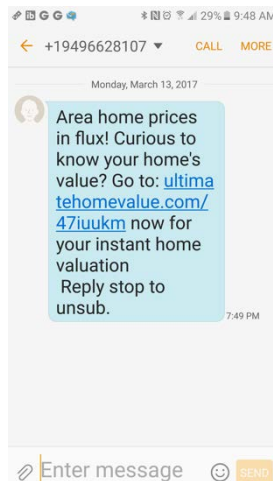 29% 9:48 AM
+19496628107 CALL MORE
Monday, March 13, 2017
Area home prices
in flux! Curious to
know your home's
value? Go to: ultima
tehomevalue.com/
47iuukm now for
your instant home
valuation
Reply stop to
unsub.
7:49 PM
Enter message SEND